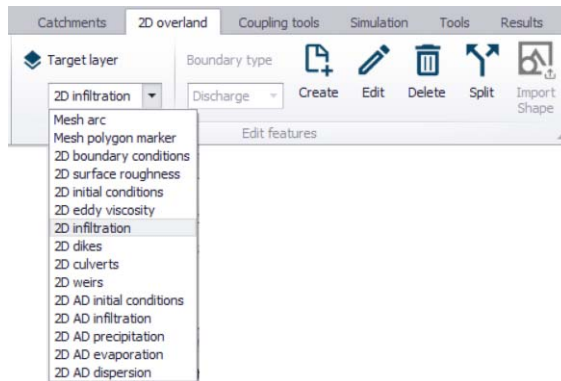 Catchments 2D overland Coupling tools Simulation Tools Results
Target layer Boundary type
2D infiltration Discharge Create Edit Delete Split Import Shape
Edit features
Mesh arc
Mesh polygon marker
2D boundary conditions
2D surface roughness
2D initial conditions
2D eddy viscosity
2D infiltration
2D dikes
2D culverts
2D weirs
2D AD initial conditions
2D AD infiltration
2D AD precipitation
2D AD evaporation
2D AD dispersion